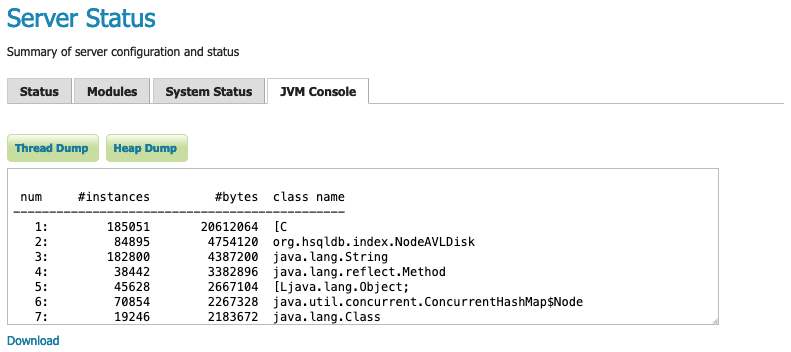 Server Status
Summary of server configuration and status
Status Modules System Status JVM Console
Thread Dump Heap Dump
num #instances #bytes class name
----------------------------------------------
1: 185051 20612064 [C
2: 84895 4754120 org.hsqldb.index.NodeAVLDisk
3: 182800 4387200 java.lang.String
4: 38442 3382896 java.lang.reflect.Method
5: 45628 2667104 [Ljava.lang.Object;
6: 70854 2267328 java.util.concurrent.ConcurrentHashMap$Node
7: 19246 2183672 java.lang.Class
Download